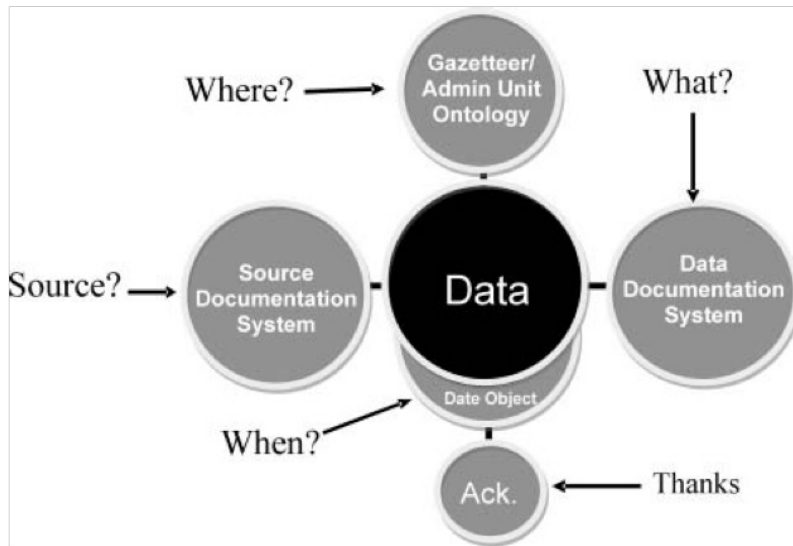 Gazetteer/
Admin Unit
Ontology
Where?
What?
Source?
Source
Documentation
System
Data
Data
Documentation
System
Date Object
When?
Ack.
Thanks